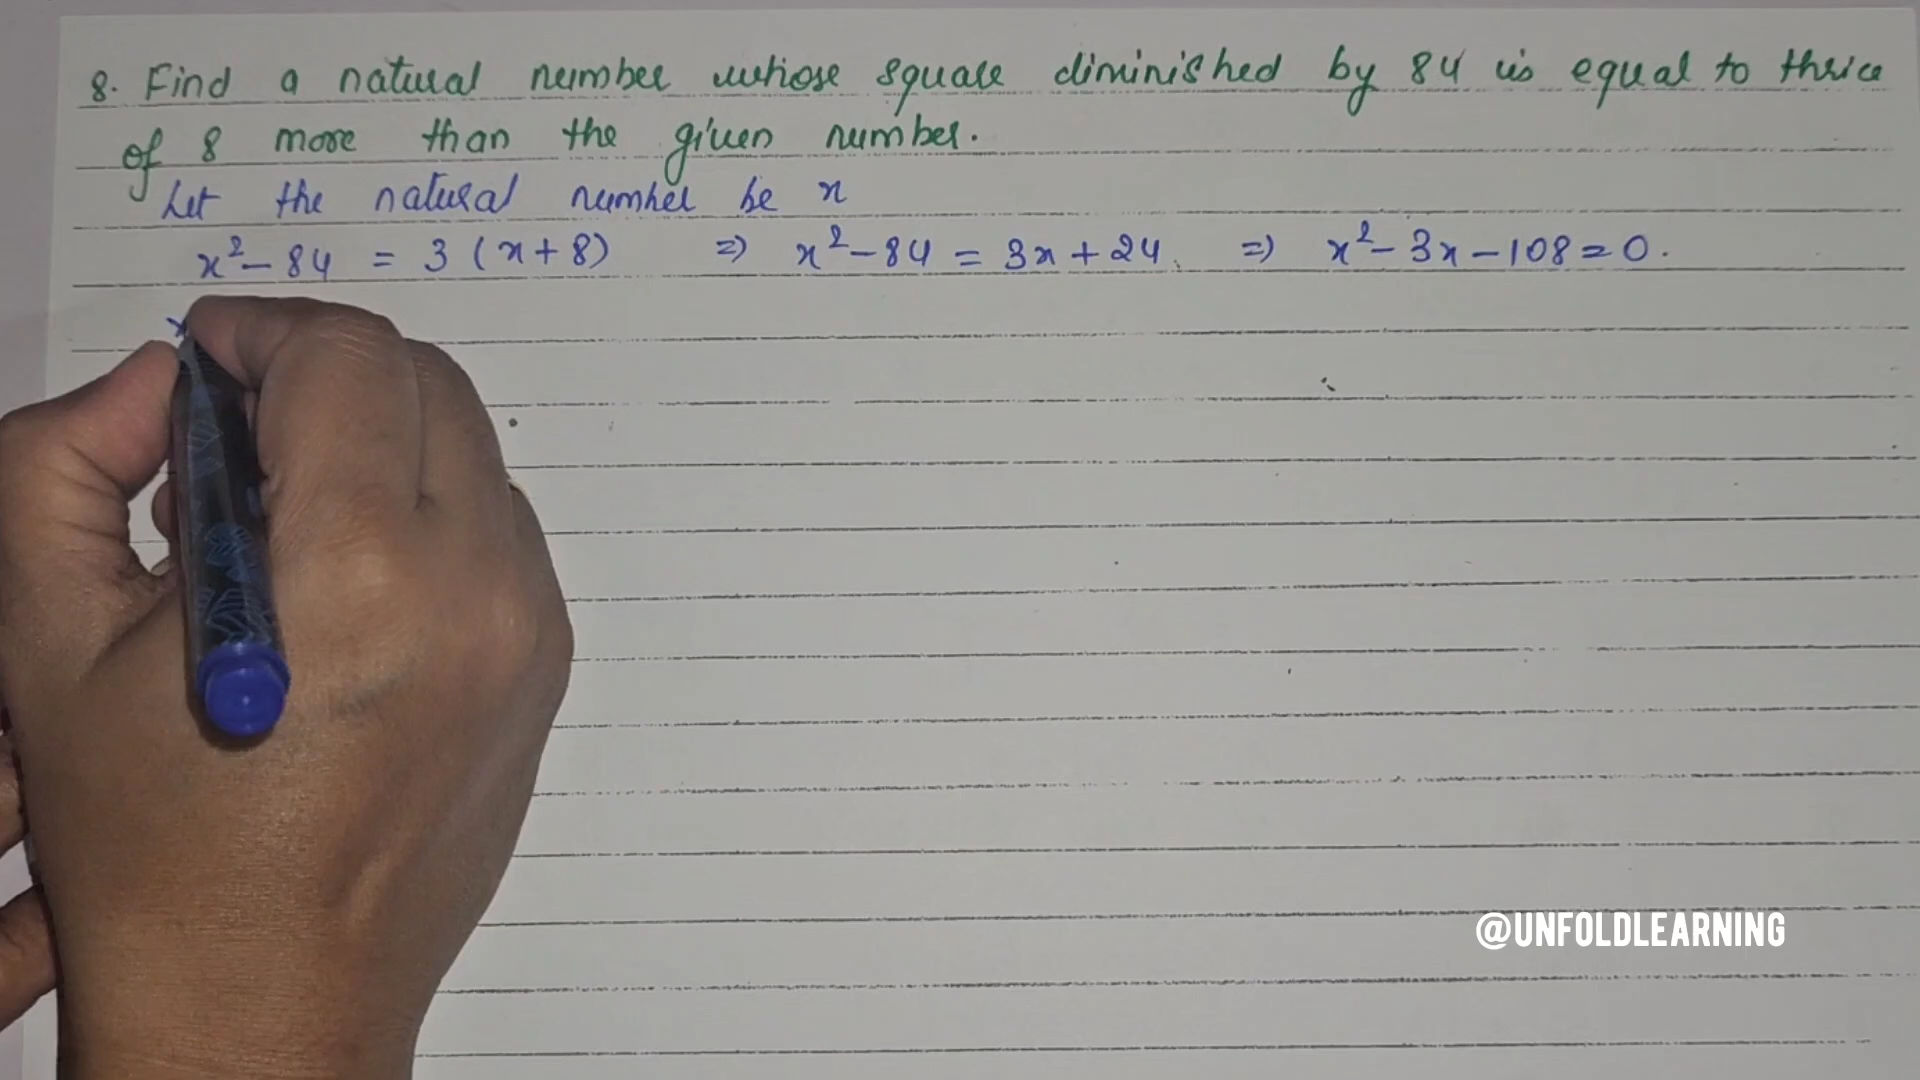 8. Find a natural number whose square diminished by 84 is equal to thrice
of 8 more than the given number.
Let the natural number be x
x² - 84 = 3 (x + 8) => x² - 84 = 3x + 24 => x² - 3x - 108 = 0.
x
@UNFOLDLEARNING